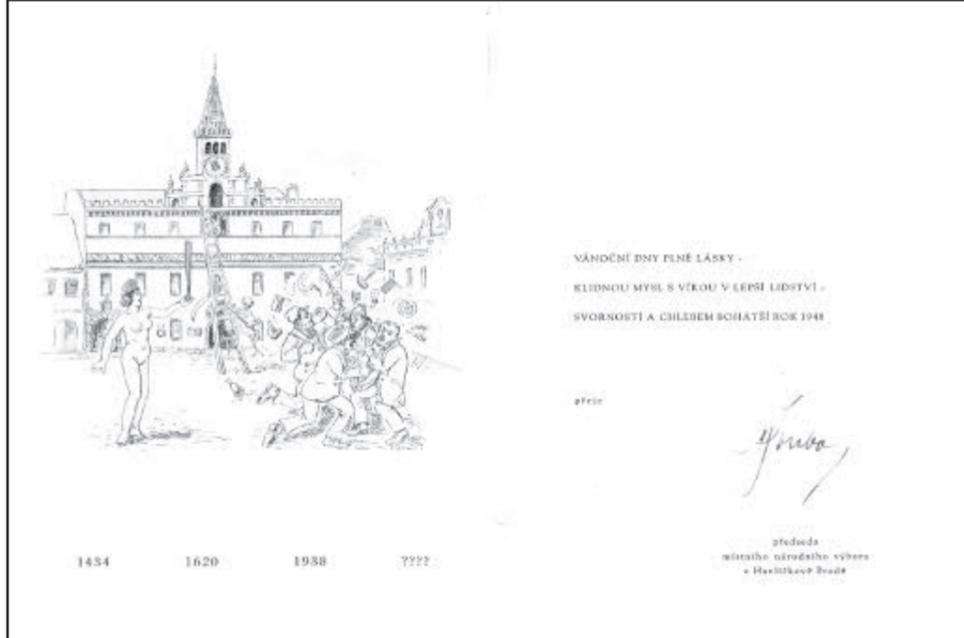 1434 1620 1938 ????
VÁNOČNÍ DNY PLNÉ LÁSKY -
KLIDNOU MYSL S VÍROU V LEPŠÍ LIDSTVÍ -
SVORNOSTÍ A CHLEBEM BOHATŠÍ ROK 1948
přeje
předseda
místního národního výboru
v Havlíčkově Brodě